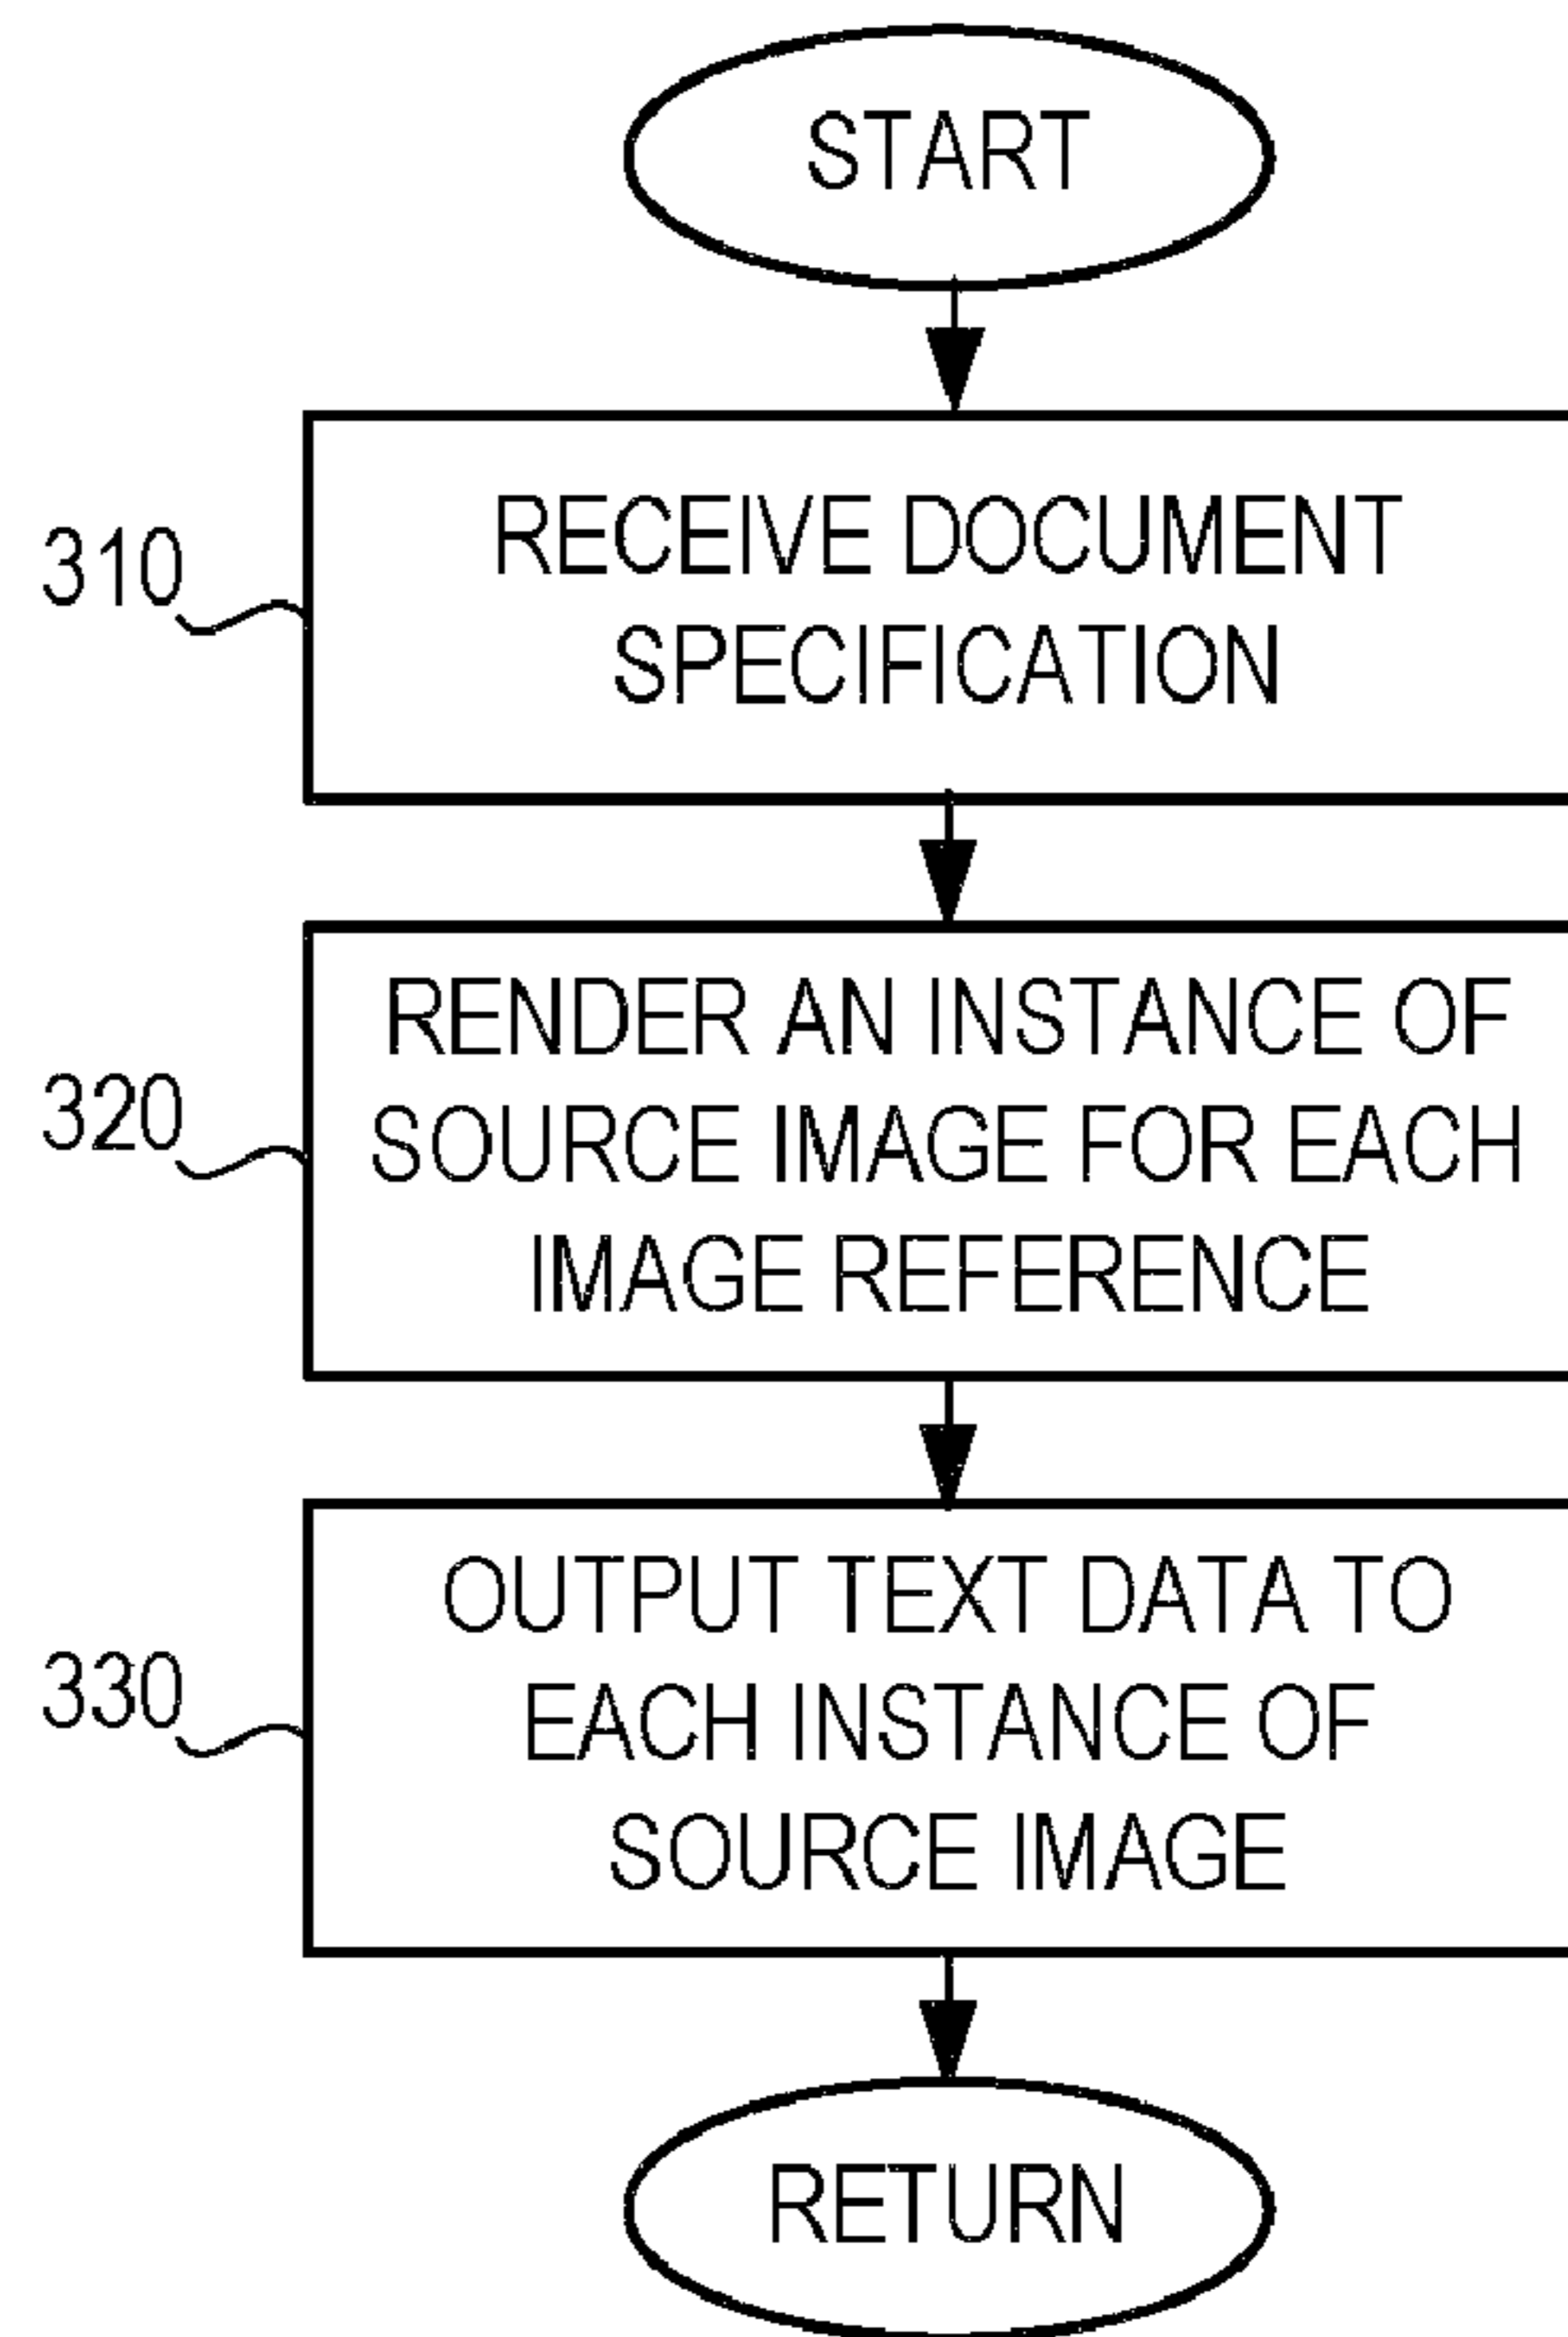 START
310
RECEIVE DOCUMENT
SPECIFICATION
320
RENDER AN INSTANCE OF
SOURCE IMAGE FOR EACH
IMAGE REFERENCE
330
OUTPUT TEXT DATA TO
EACH INSTANCE OF
SOURCE IMAGE
RETURN